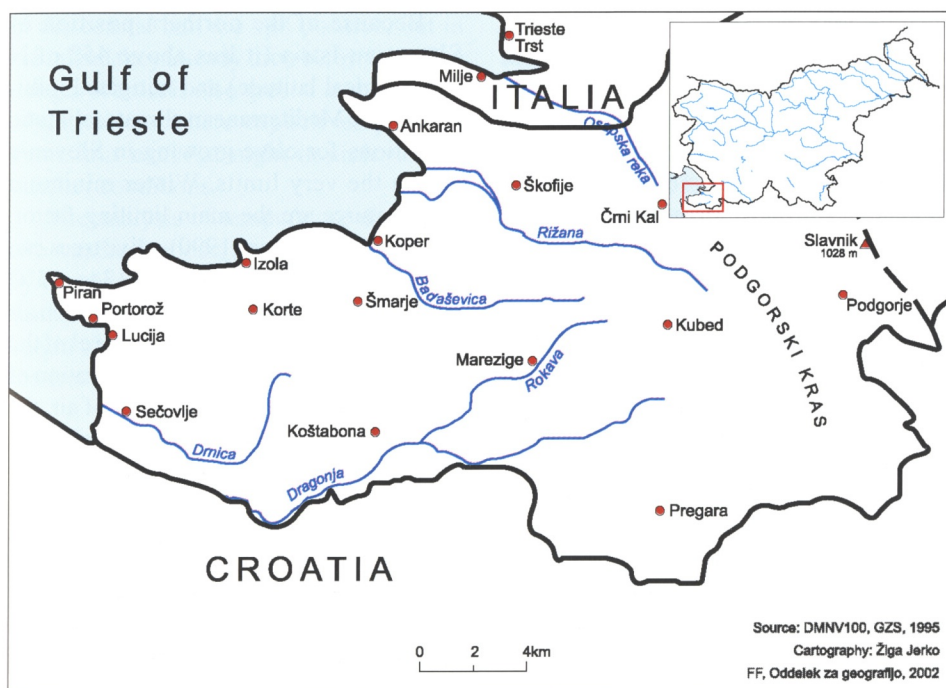 Gulf of
Trieste
Trieste
Trst
Milje
ITALIA
Ankaran
Osapska reka
Škofije
Črni Kal
Koper
Rižana
Slavnik
1028 m
Izola
Piran
Portorož
Korte
Šmarje
Badaševica
PODGORSKI KRAS
Podgorje
Lucija
Kubed
Marezige
Rokava
Sečovlje
Koštabona
Drnica
Dragonja
Pregara
CROATIA
0 2 4km
Source: DMNV100, GZS, 1995
Cartography: Žiga Jerko
FF, Oddelek za geografijo, 2002